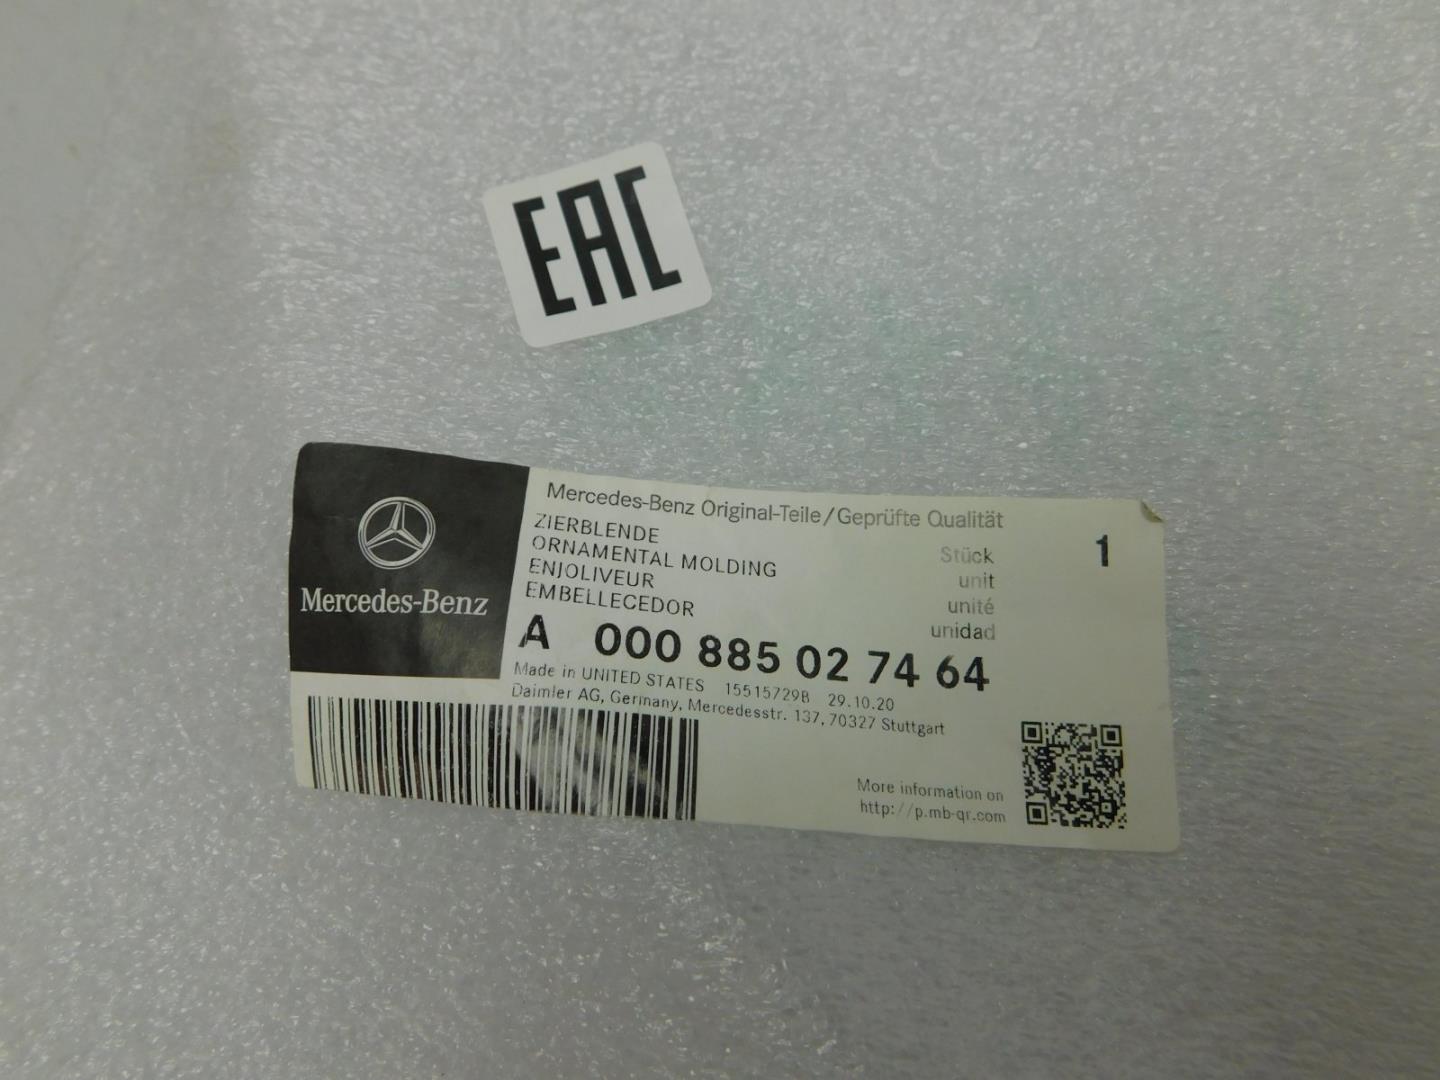 EAC
Mercedes-Benz
Mercedes-Benz Original-Teile/Geprüfte Qualität
ZIERBLENDE
ORNAMENTAL MOLDING
ENJOLIVEUR
EMBELLECEDOR
Stück
unit
unité
unidad
1
A 000 885 02 74 64
Made in UNITED STATES 15515729B 29.10.20
Daimler AG, Germany, Mercedesstr. 137, 70327 Stuttgart
More information on
http://p.mb-qr.com